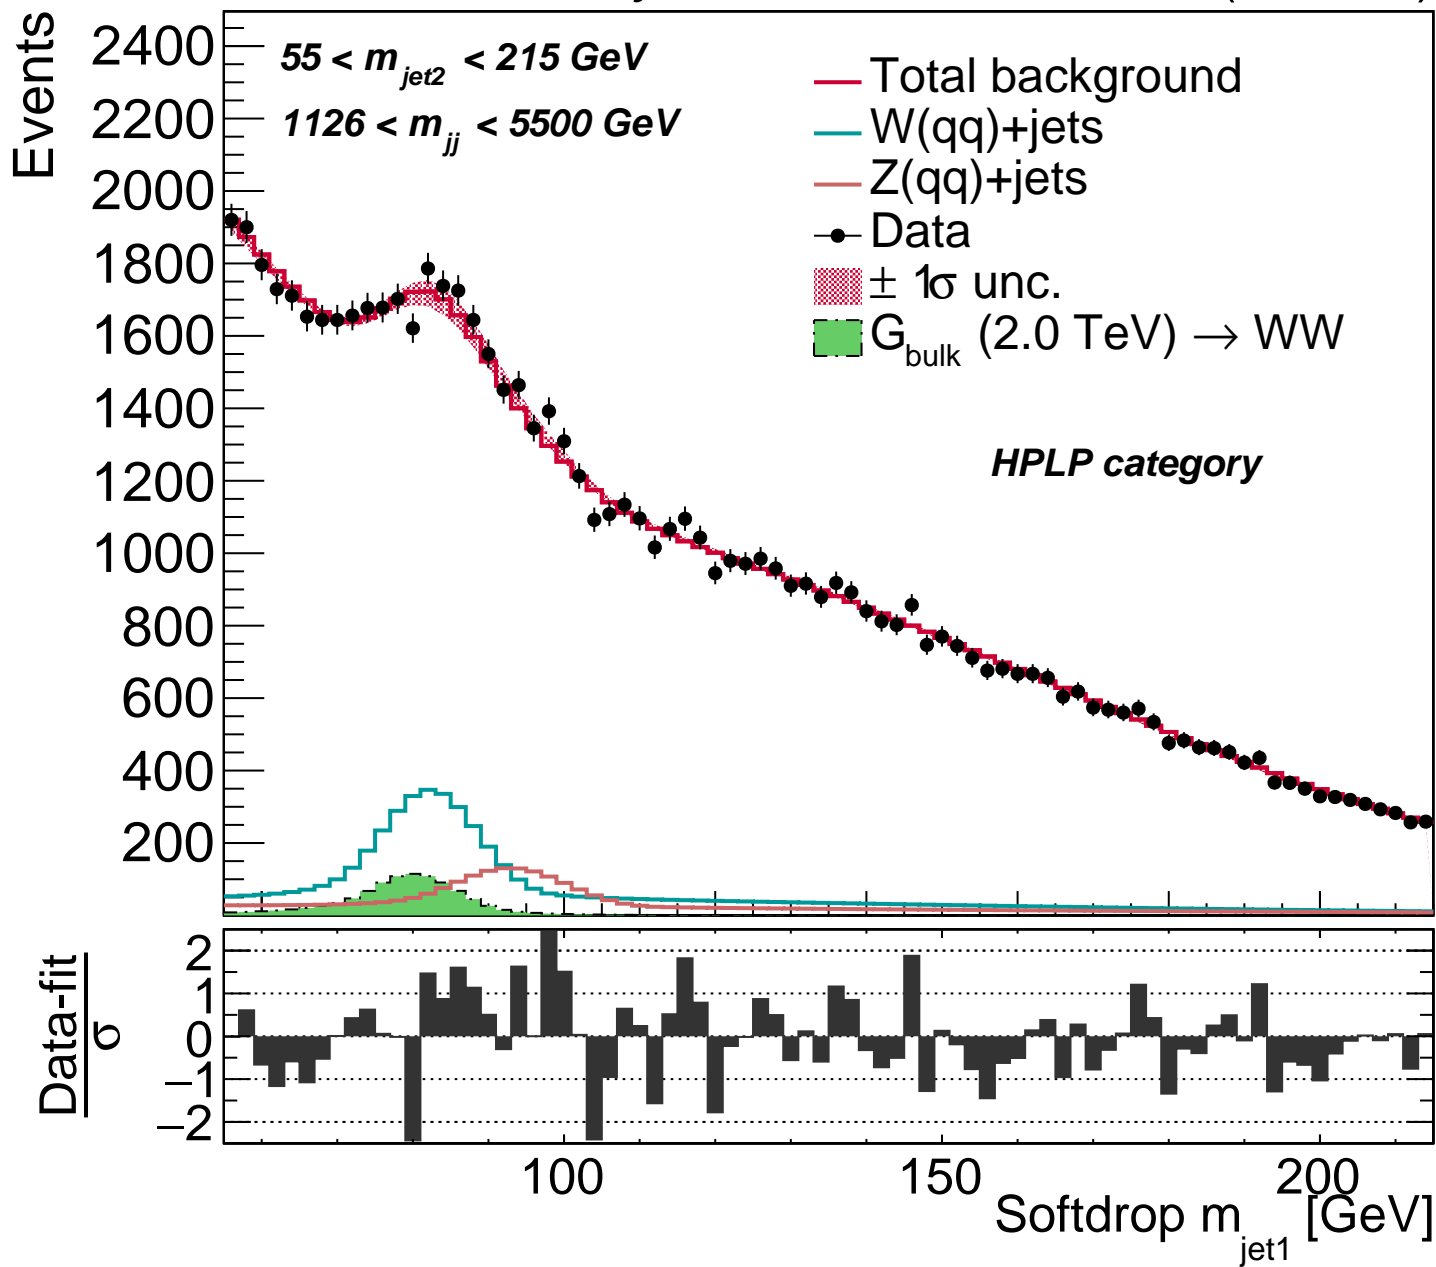 Events
2400
2200
2000
1800
1600
1400
1200
1000
800
600
400
200
55 < m_jet2 < 215 GeV
1126 < m_jj < 5500 GeV
Total background
W(qq)+jets
Z(qq)+jets
Data
± 1σ unc.
G_bulk (2.0 TeV) → WW
HPLP category
Data-fit
σ
2
1
0
−1
−2
100
150
200
Softdrop m_jet1 [GeV]